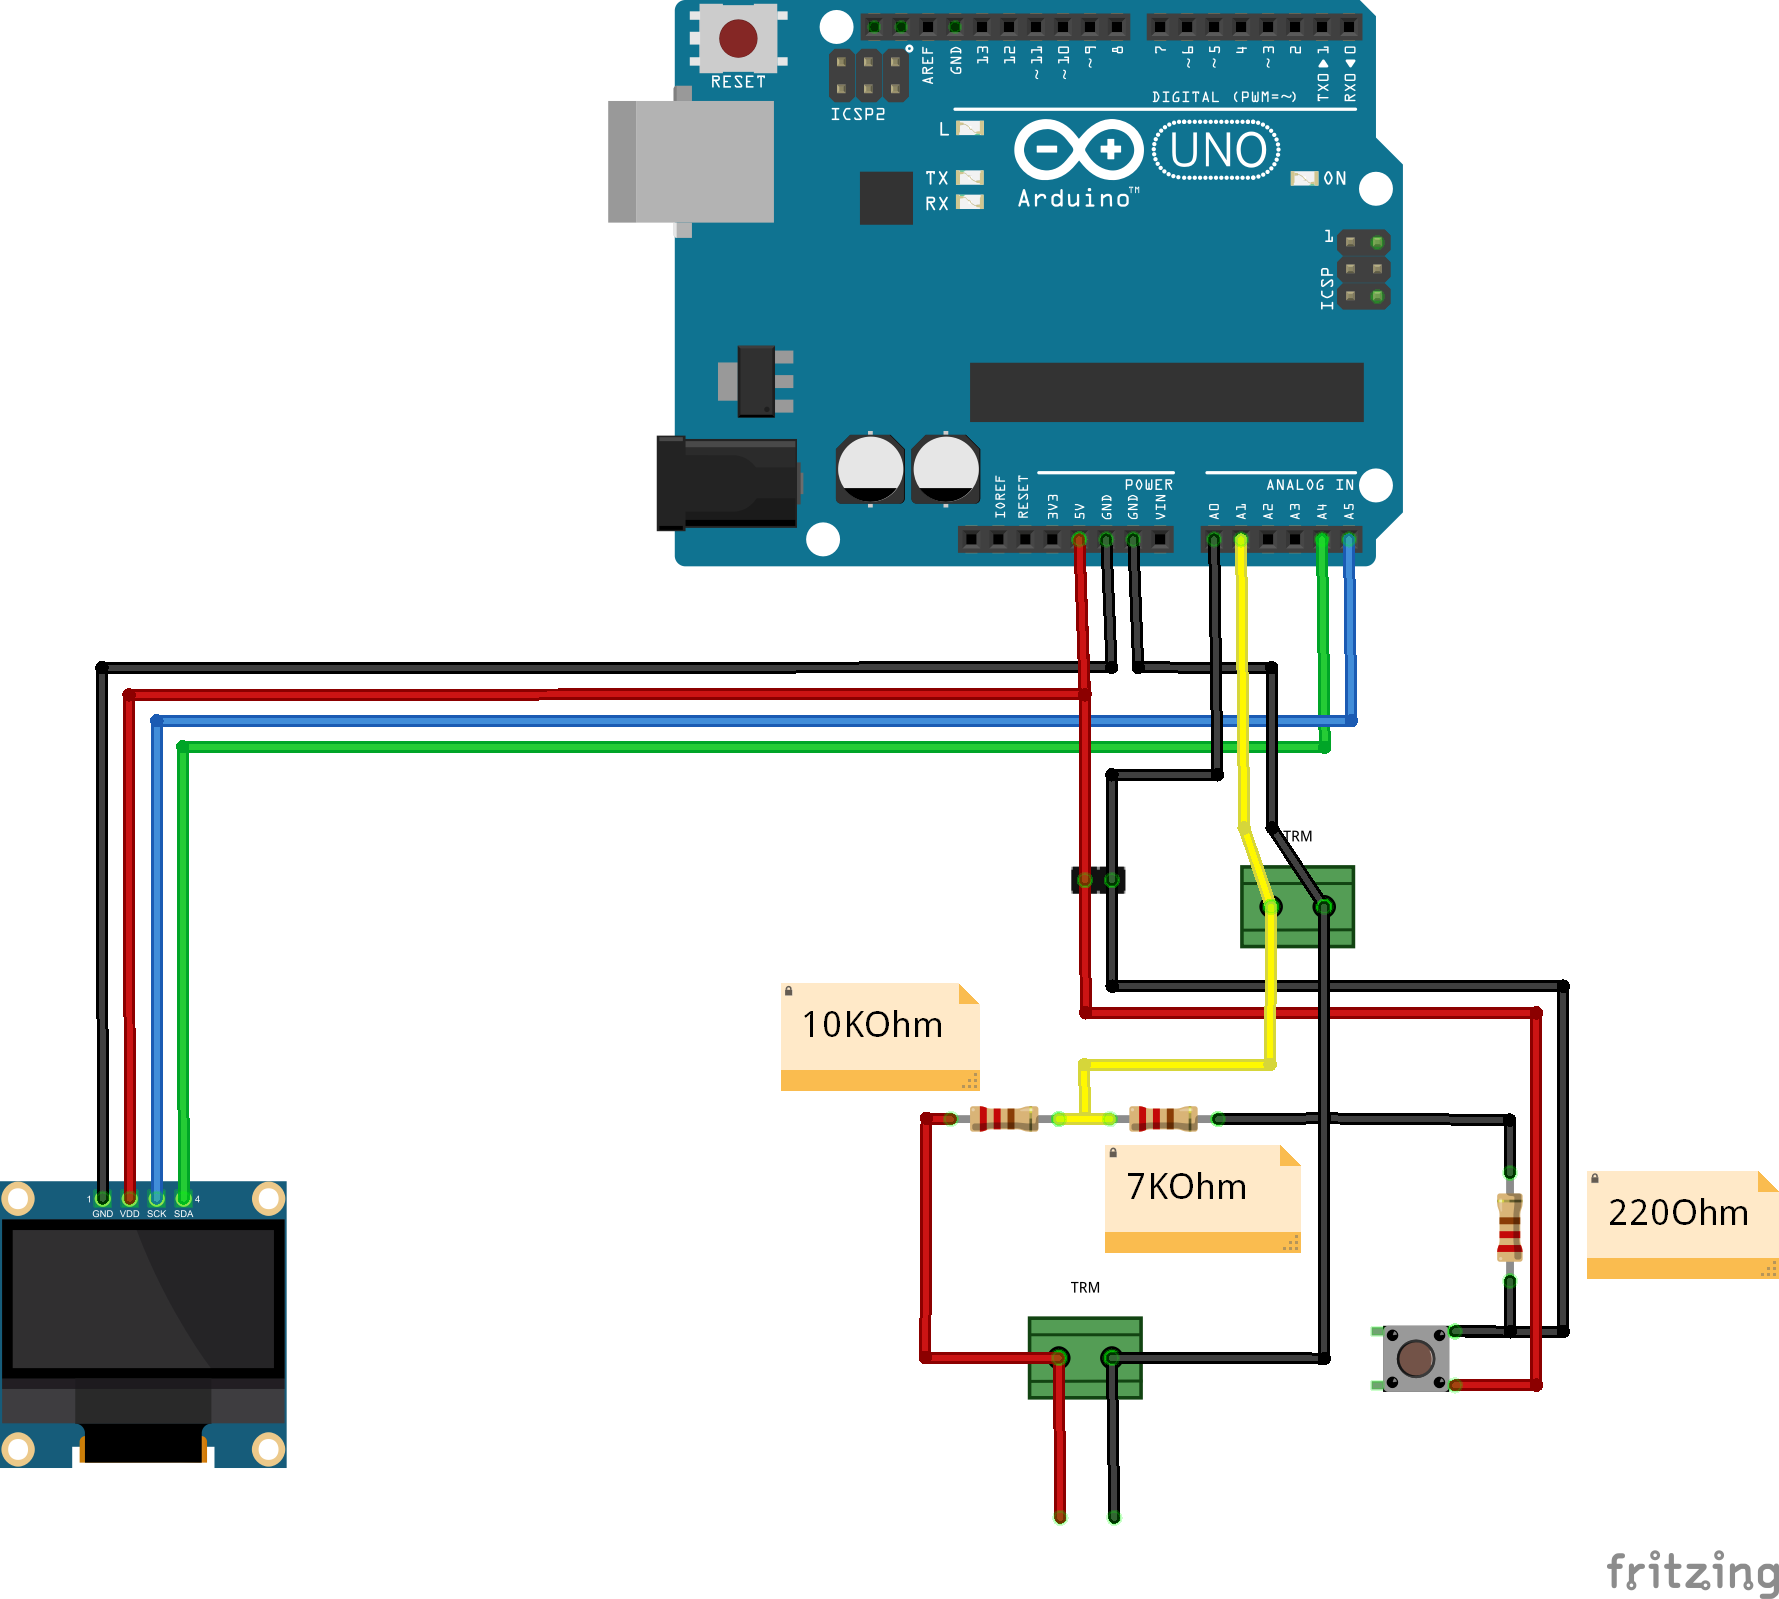 RESET
ICSP2
AREF
GND
13
12
~11
~10
~9
8
7
~6
~5
4
~3
2
TX0▶1
RX0◀0
DIGITAL (PWM=~)
L
TX
RX
UNO
Arduino™
ON
1
ICSP
IOREF
RESET
3V3
5V
GND
GND
VIN
POWER
A0
A1
A2
A3
A4
A5
ANALOG IN
TRM
10KOhm
7KOhm
220Ohm
1
4
GND
VDD
SCK
SDA
TRM
fritzing